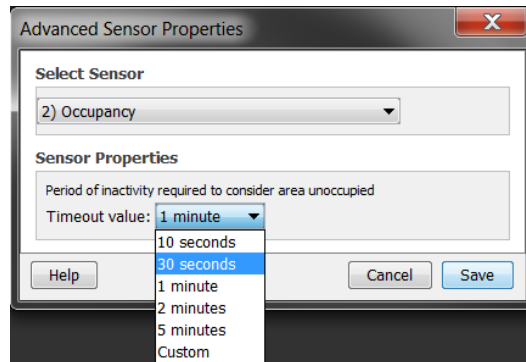 Advanced Sensor Properties
X
Select Sensor
2) Occupancy
Sensor Properties
Period of inactivity required to consider area unoccupied
Timeout value: 1 minute
10 seconds
30 seconds
1 minute
2 minutes
5 minutes
Custom
Help Cancel Save